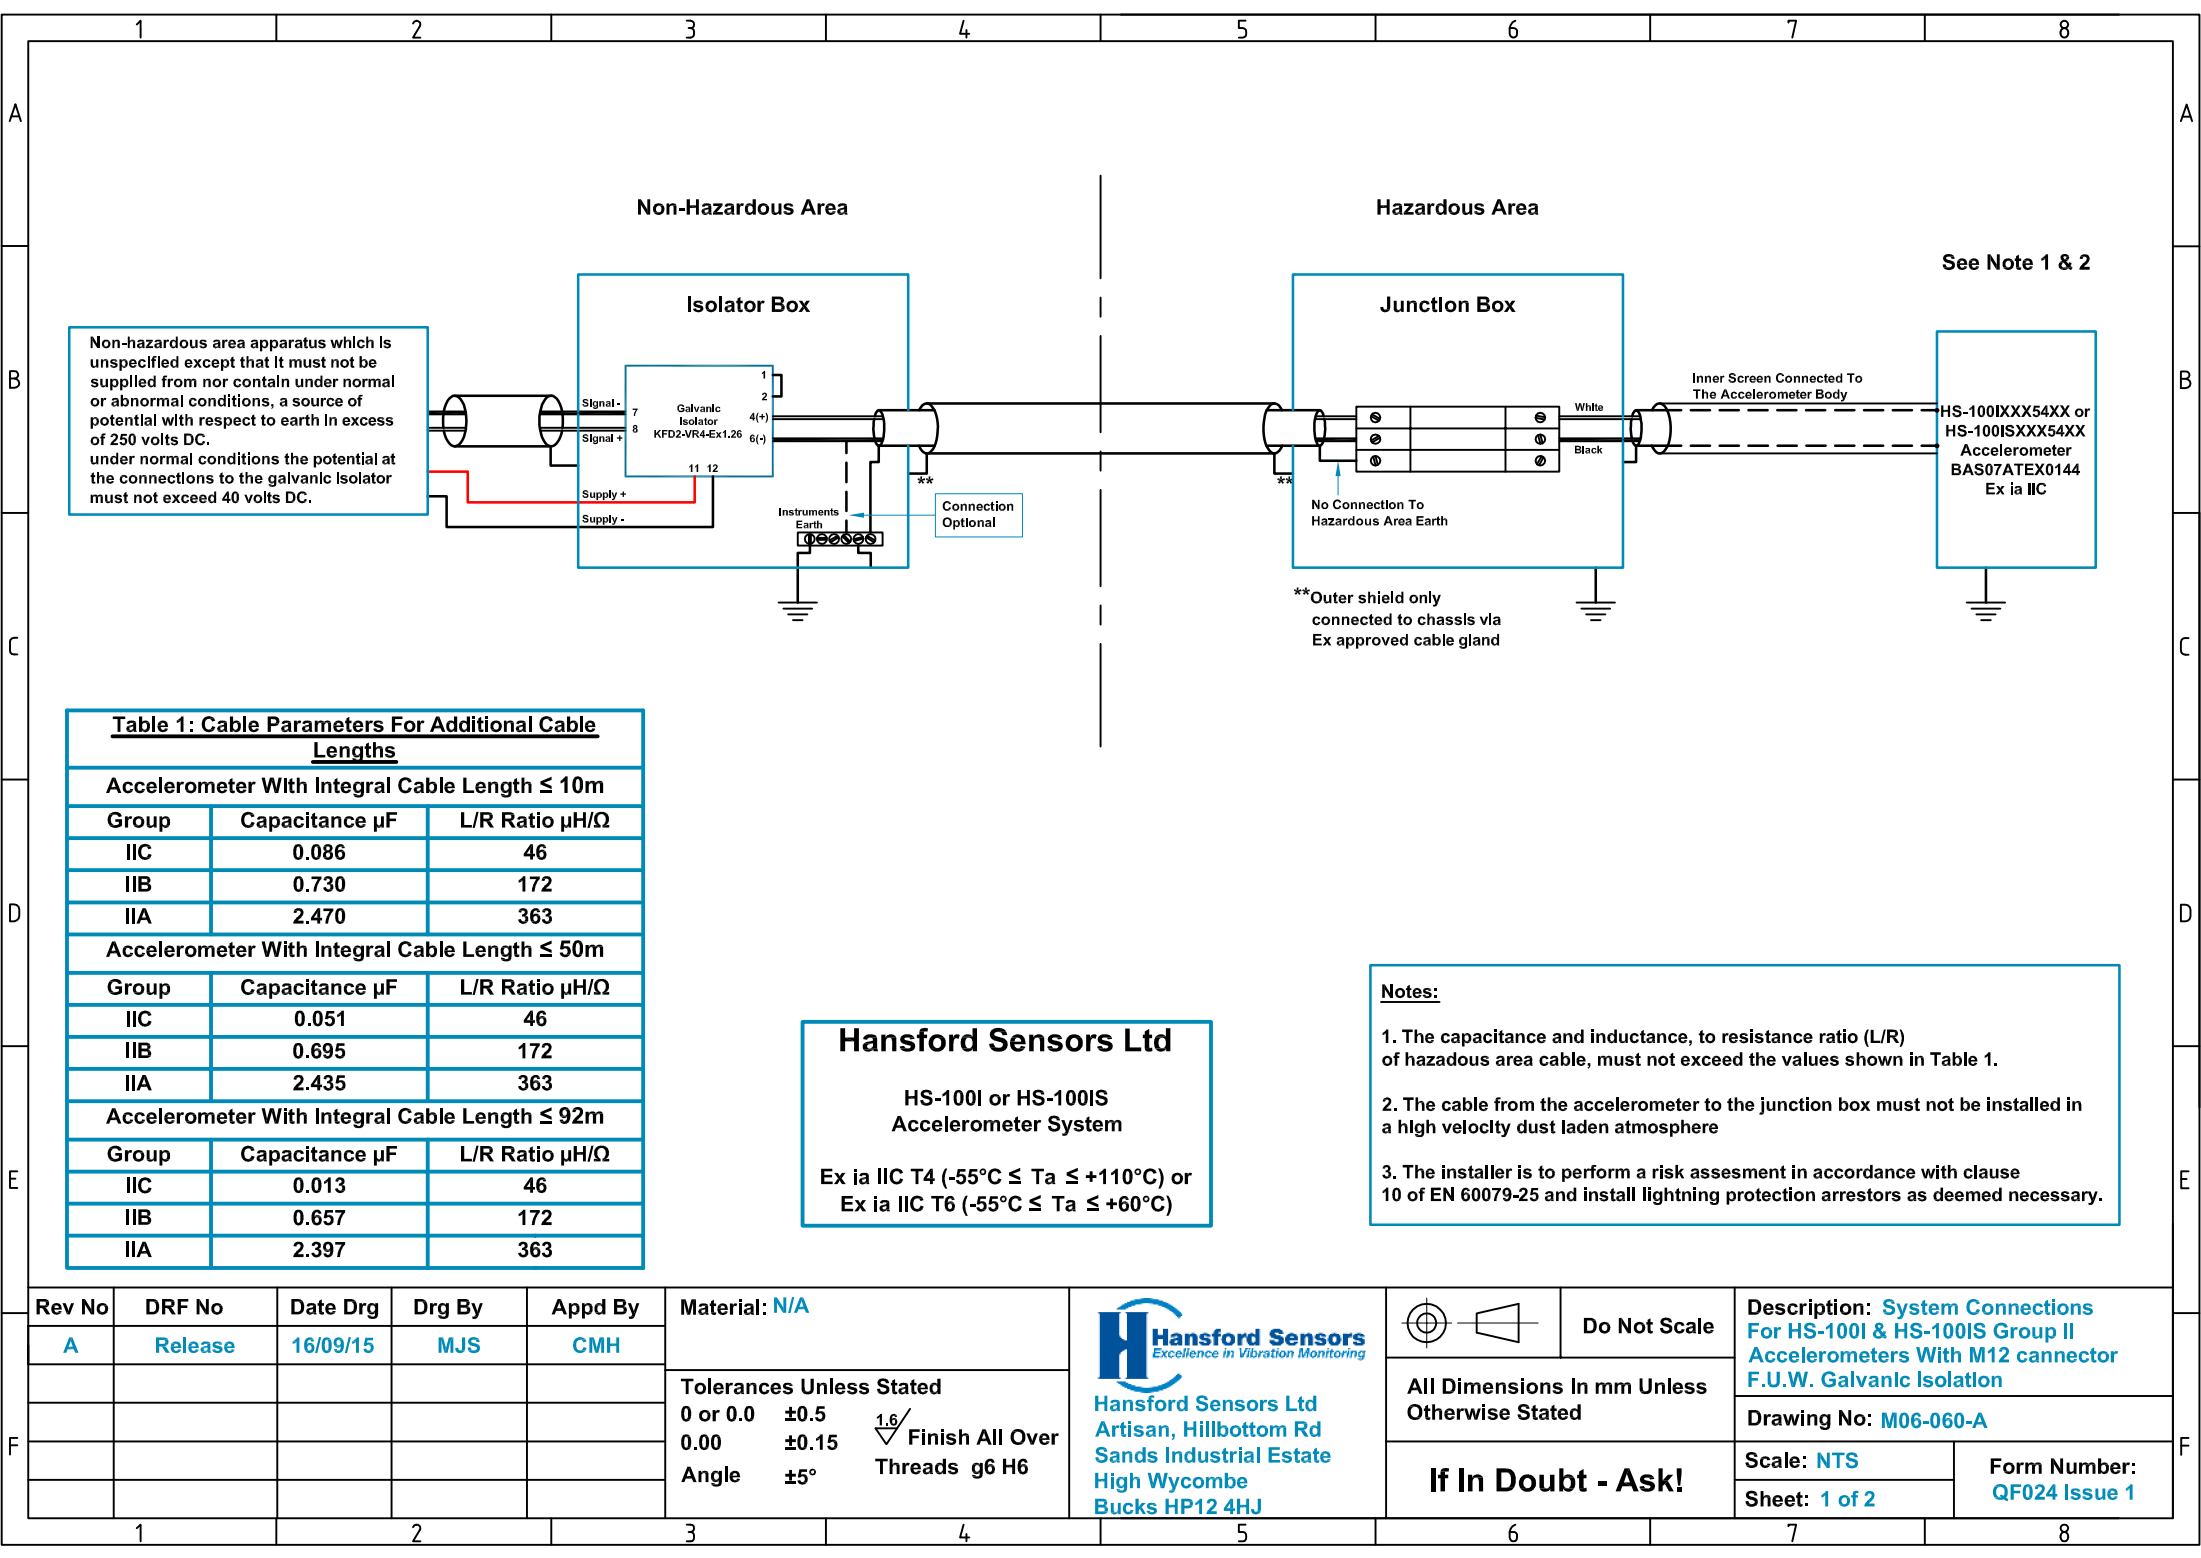 1 2 3 4 5 6 7 8
A A
Non-Hazardous Area
Hazardous Area
See Note 1 & 2
Isolator Box
Junction Box
B B
Non-hazardous area apparatus which is
unspecified except that it must not be
supplied from nor contain under normal
or abnormal conditions, a source of
potential with respect to earth in excess
of 250 volts DC.
under normal conditions the potential at
the connections to the galvanic isolator
must not exceed 40 volts DC.
Signal -
Signal +
Supply +
Supply -
7
8
1
2
4(+)
6(-)
11 12
Galvanic
Isolator
KFD2-VR4-Ex1.26
Instruments
Earth
**
Connection
Optional
**
No Connection To
Hazardous Area Earth
White
Black
Inner Screen Connected To
The Accelerometer Body
HS-100IXXX54XX or
HS-100ISXXX54XX
Accelerometer
BAS07ATEX0144
Ex ia IIC
**Outer shield only
connected to chassis via
Ex approved cable gland
C C
Table 1: Cable Parameters For Additional Cable
Lengths
Accelerometer With Integral Cable Length ≤ 10m
Group Capacitance µF L/R Ratio µH/Ω
IIC 0.086 46
IIB 0.730 172
IIA 2.470 363
Accelerometer With Integral Cable Length ≤ 50m
Group Capacitance µF L/R Ratio µH/Ω
IIC 0.051 46
IIB 0.695 172
IIA 2.435 363
Accelerometer With Integral Cable Length ≤ 92m
Group Capacitance µF L/R Ratio µH/Ω
IIC 0.013 46
IIB 0.657 172
IIA 2.397 363
D D
Hansford Sensors Ltd
HS-100I or HS-100IS
Accelerometer System
Ex ia IIC T4 (-55°C ≤ Ta ≤ +110°C) or
Ex ia IIC T6 (-55°C ≤ Ta ≤ +60°C)
Notes:
1. The capacitance and inductance, to resistance ratio (L/R)
of hazadous area cable, must not exceed the values shown in Table 1.
2. The cable from the accelerometer to the junction box must not be installed in
a high velocity dust laden atmosphere
3. The installer is to perform a risk assesment in accordance with clause
10 of EN 60079-25 and install lightning protection arrestors as deemed necessary.
E E
Rev No DRF No Date Drg Drg By Appd By
A Release 16/09/15 MJS CMH
Material: N/A
Tolerances Unless Stated
0 or 0.0 ±0.5
0.00 ±0.15
Angle ±5°
1.6
Finish All Over
Threads g6 H6
H
Hansford Sensors
Excellence in Vibration Monitoring
Hansford Sensors Ltd
Artisan, Hillbottom Rd
Sands Industrial Estate
High Wycombe
Bucks HP12 4HJ
Do Not Scale
All Dimensions In mm Unless
Otherwise Stated
If In Doubt - Ask!
Description: System Connections
For HS-100I & HS-100IS Group II
Accelerometers With M12 cannector
F.U.W. Galvanic Isolation
Drawing No: M06-060-A
Scale: NTS
Sheet: 1 of 2
Form Number:
QF024 Issue 1
F F
1 2 3 4 5 6 7 8